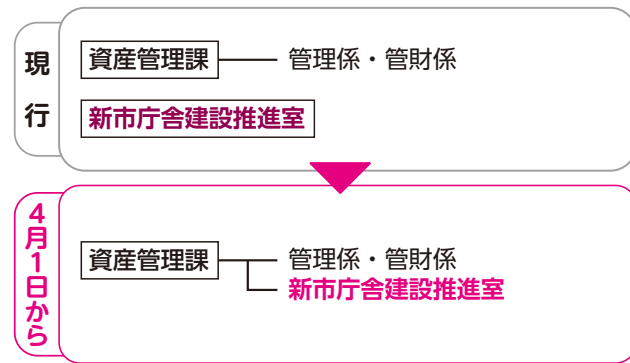 現行
資産管理課 管理係・管財係
新市庁舎建設推進室
4月1日から
資産管理課 管理係・管財係
新市庁舎建設推進室